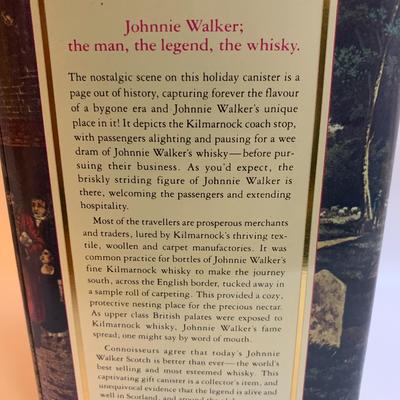 Johnnie Walker;
the man, the legend, the whisky.
The nostalgic scene on this holiday canister is a
page out of history, capturing forever the flavour
of a bygone era and Johnnie Walker's unique
place in it! It depicts the Kilmarnock coach stop,
with passengers alighting and pausing for a wee
dram of Johnnie Walker's whisky—before pur-
suing their business. As you'd expect, the
briskly striding figure of Johnnie Walker is
there, welcoming the passengers and extending
hospitality.
Most of the travellers are prosperous merchants
and traders, lured by Kilmarnock's thriving tex-
tile, woollen and carpet manufactories. It was
common practice for bottles of Johnnie Walker's
fine Kilmarnock whisky to make the journey
south, across the English border, tucked away in
a sample roll of carpeting. This provided a cozy,
protective nesting place for the precious nectar.
As upper class British palates were exposed to
Kilmarnock whisky, Johnnie Walker's fame
spread; one might say by word of mouth.
Connoisseurs agree that today's Johnnie
Walker Scotch is better than ever—the world's
best selling and most esteemed whisky. This
captivating gift canister is a collector's item, and
unequivocal evidence that the legend is alive and
well in Scotland, and around the